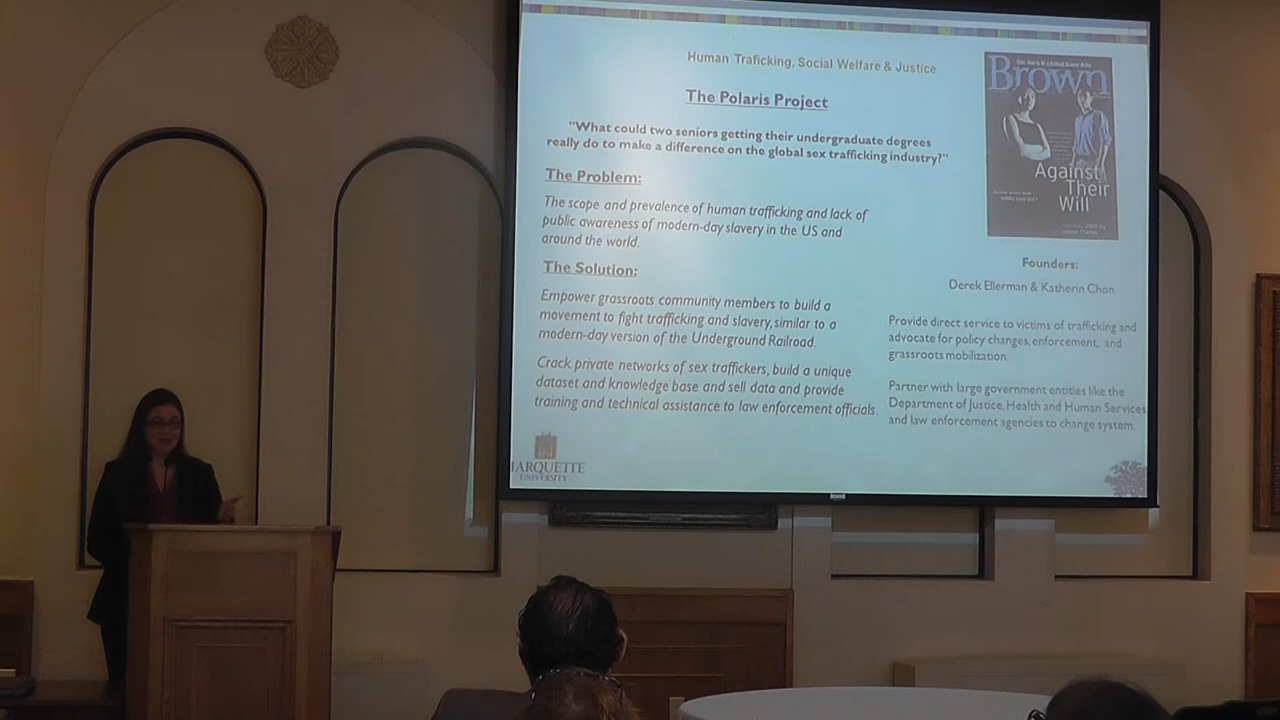 Human Traficking, Social Welfare & Justice
The Polaris Project
"What could two seniors getting their undergraduate degrees
really do to make a difference on the global sex trafficking industry?"
The Problem:
The scope and prevalence of human trafficking and lack of
public awareness of modern-day slavery in the US and
around the world.
The Solution:
Empower grassroots community members to build a
movement to fight trafficking and slavery, similar to a
modern-day version of the Underground Railroad.
Crack private networks of sex traffickers, build a unique
dataset and knowledge base and sell data and provide
training and technical assistance to law enforcement officials.
MARQUETTE
UNIVERSITY
Brown
Against
Their
Will
Founders:
Derek Ellerman & Katherin Chon
Provide direct service to victims of trafficking and
advocate for policy changes, enforcement, and
grassroots mobilization.
Partner with large government entities like the
Department of Justice, Health and Human Services
and law enforcement agencies to change system.